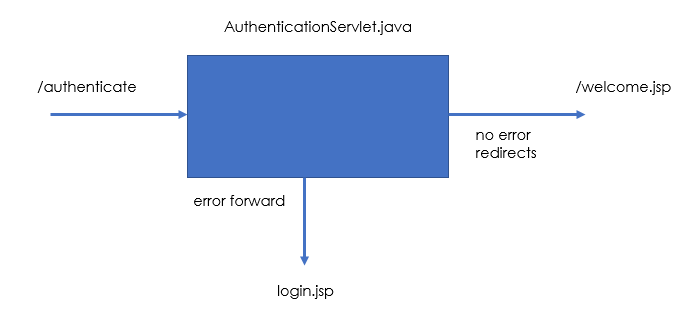 AuthenticationServlet.java
/authenticate
/welcome.jsp
no error
redirects
error forward
login.jsp